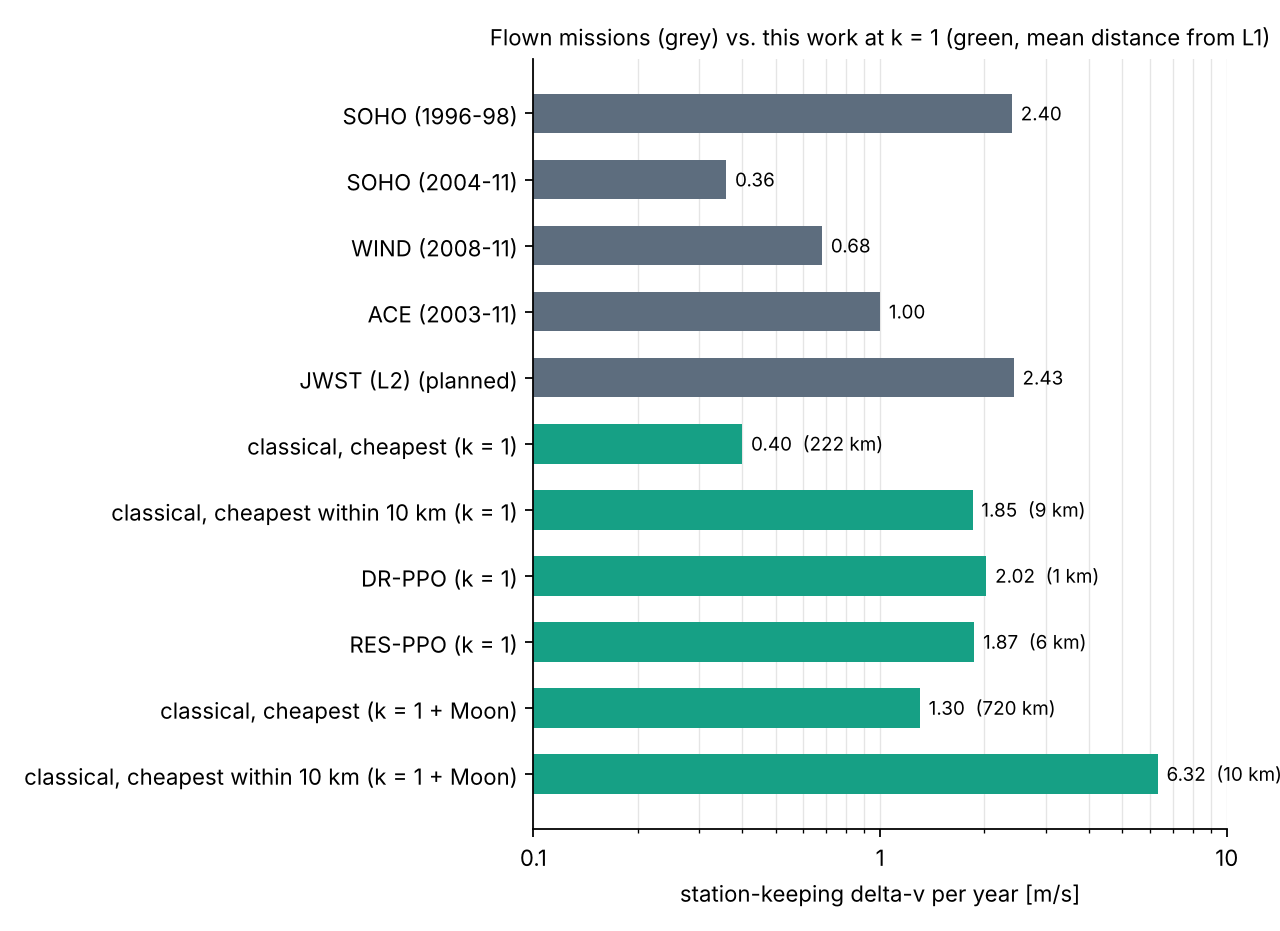 Flown missions (grey) vs. this work at k = 1 (green, mean distance from L1)
SOHO (1996-98) 2.40
SOHO (2004-11) 0.36
WIND (2008-11) 0.68
ACE (2003-11) 1.00
JWST (L2) (planned) 2.43
classical, cheapest (k = 1) 0.40 (222 km)
classical, cheapest within 10 km (k = 1) 1.85 (9 km)
DR-PPO (k = 1) 2.02 (1 km)
RES-PPO (k = 1) 1.87 (6 km)
classical, cheapest (k = 1 + Moon) 1.30 (720 km)
classical, cheapest within 10 km (k = 1 + Moon) 6.32 (10 km)
0.1 1 10
station-keeping delta-v per year [m/s]